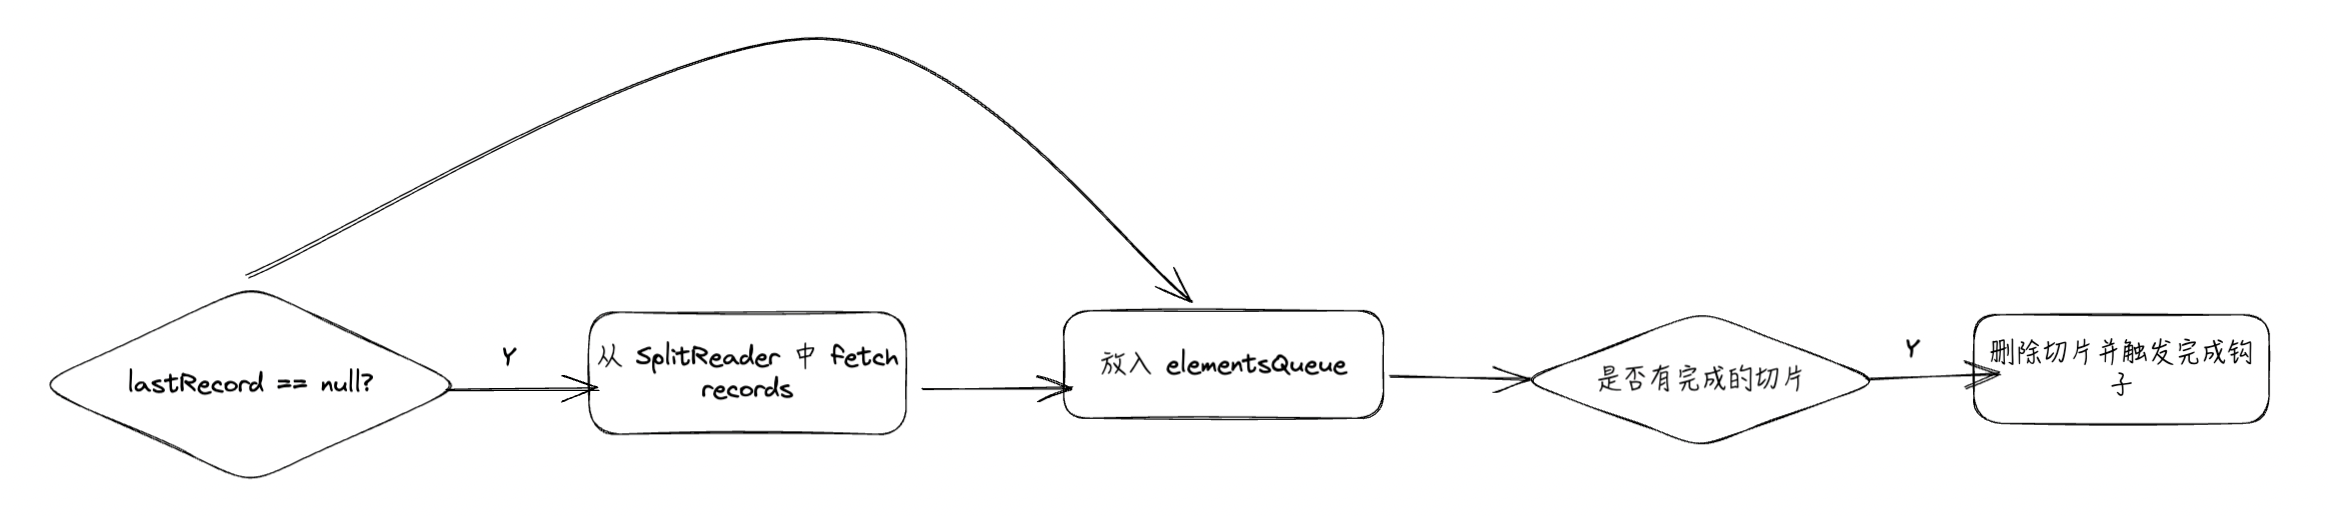 lastRecord == null?
Y
从 SplitReader 中 fetch
records
放入 elementsQueue
是否有完成的切片
Y
删除切片并触发完成钩
子